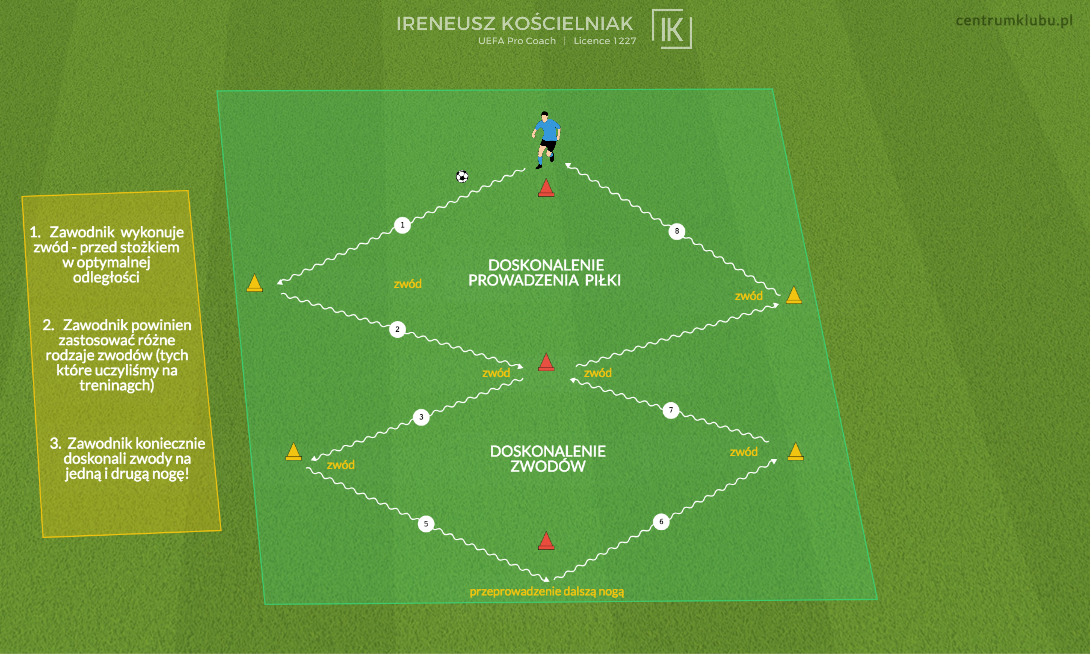 IRENEUSZ KOŚCIELNIAK
UEFA Pro Coach | Licence 1227
IK
centrumklubu.pl
1. Zawodnik wykonuje
zwód - przed stożkiem
w optymalnej
odległości
2. Zawodnik powinien
zastosować różne
rodzaje zwodów (tych
które uczyliśmy na
treninagch)
3. Zawodnik koniecznie
doskonali zwody na
jedną i drugą nogę!
1
8
DOSKONALENIE
PROWADZENIA PIŁKI
zwód
zwód
2
zwód
zwód
3
7
DOSKONALENIE
ZWODÓW
zwód
zwód
5
6
przeprowadzenie dalszą nogą